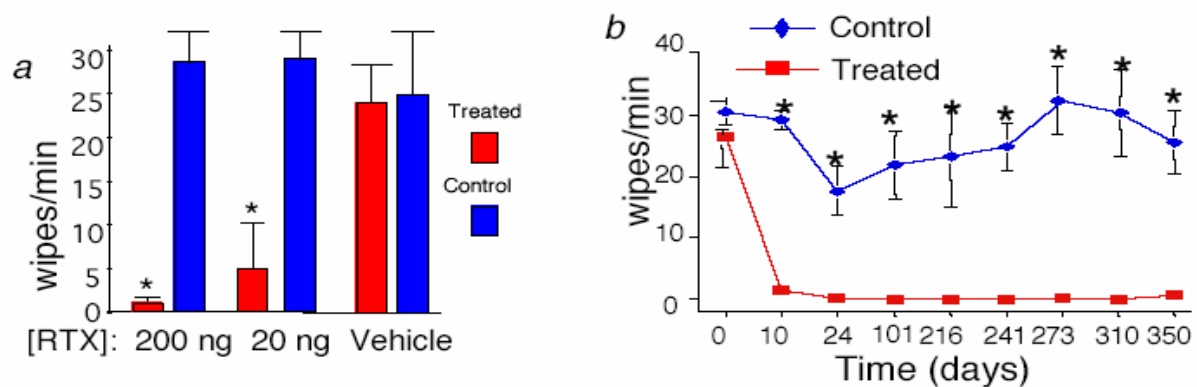 a
wipes/min
30
25
20
15
10
5
0
*
*
Treated
Control
[RTX]: 200 ng 20 ng Vehicle
b
wipes/min
40
30
20
10
0
Control
Treated
* * * * * * * *
0 10 24 101 216 241 273 310 350
Time (days)